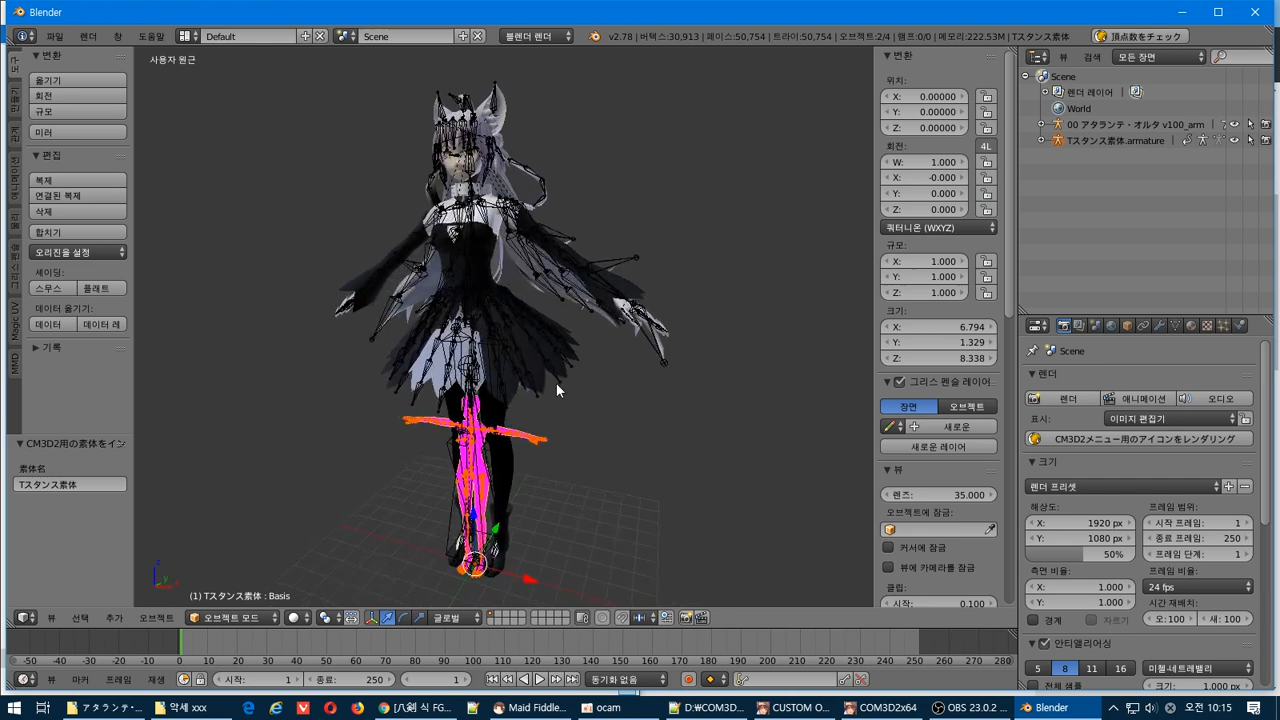 Blender
파일
렌더
창
도움말
Default
Scene
블렌더 렌더
v2.78 | 버텍스:30,913 | 페이스:50,754 | 트라이:50,754 | 오브젝트:2/4 | 램프:0/0 | 메모리:222.53M | Tスタンス素体
頂点数をチェック
변환
옮기기
회전
규모
미러
편집
복제
연결된 복제
삭제
합치기
오리진을 설정
셰이딩:
스무스
플래트
데이터 옮기기:
데이터
데이터 레
기록
Magic UV
MMD
CM3D2用の素体をイン
素体名
Tスタンス素体
사용자 원근
(1) Tスタンス素体 : Basis
변환
위치:
X: 0.00000
Y: 0.00000
Z: 0.00000
회전:
4L
W: 1.000
X: -0.000
Y: 0.000
Z: 0.000
쿼터니온 (WXYZ)
규모:
X: 1.000
Y: 1.000
Z: 1.000
크기:
X: 6.794
Y: 1.329
Z: 8.338
그리스 펜슬 레이어
장면
오브젝트
새로운
새로운 레이어
뷰
렌즈: 35.000
오브젝트에 잠금:
커서에 잠금
뷰에 카메라를 잠금
클립:
시작: 0.100
뷰
검색
모든 장면
Scene
렌더 레이어
World
00 アタランテ・オルタ v100_arm
Tスタンス素体.armature
Scene
렌더
렌더
애니메이션
오디오
표시:
이미지 편집기
CM3D2メニュー用のアイコンをレンダリング
크기
렌더 프리셋
해상도:
프레임 범위:
X: 1920 px
시작 프레임: 1
Y: 1080 px
종료 프레임: 250
50%
프레임 단계: 1
측면 비율:
프레임 비율:
X: 1.000
24 fps
Y: 1.000
시간 재배치:
경계
자르기
오:100
새: 100
안티앨리어싱
5
8
11
16
미첼-네트레밸리
전체 샘플
크기: 1.000 px
뷰
선택
추가
오브젝트
오브젝트 모드
글로벌
-50 -40 -30 -20 -10 0 10 20 30 40 50 60 70 80 90 100 110 120 130 140 150 160 170 180 190 200 210 220 230 240 250 260 270 280
뷰
마커
프레임
재생
시작: 1
종료: 250
1
동기화 없음
アタランテ・
악세 xxx
[八剣 式 FG...
Maid Fiddle...
ocam
D:₩COM3D...
CUSTOM O...
COM3D2x64
OBS 23.0.2 ...
Blender
오전 10:15